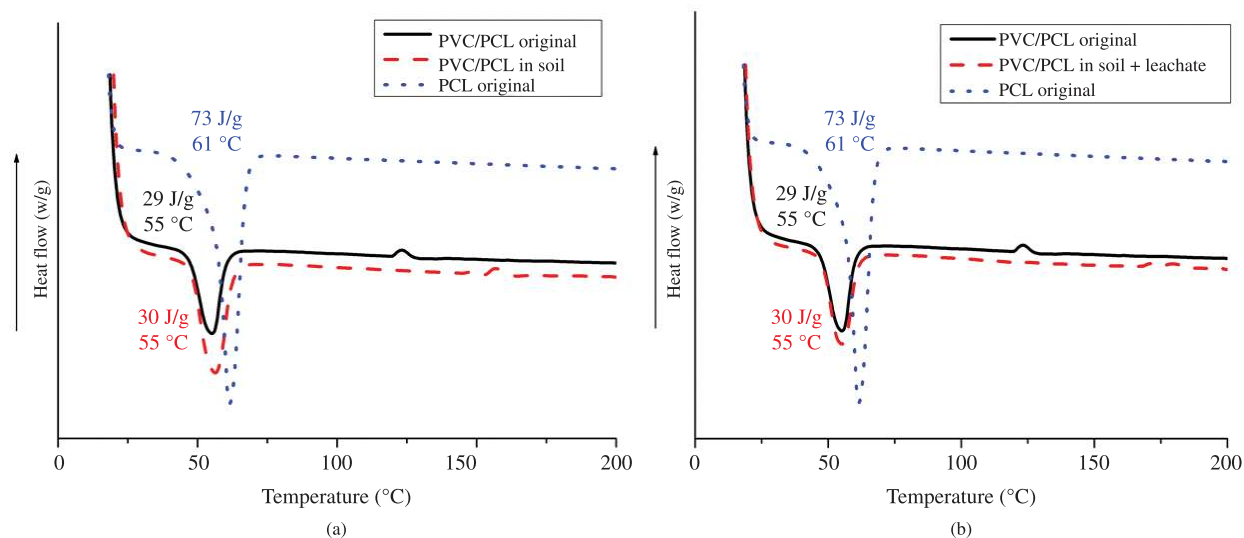 PVC/PCL original
PVC/PCL in soil
PCL original
73 J/g
61 °C
29 J/g
55 °C
30 J/g
55 °C
Heat flow (w/g)
0
50
100
150
200
Temperature (°C)
(a)
PVC/PCL original
PVC/PCL in soil + leachate
PCL original
73 J/g
61 °C
29 J/g
55 °C
30 J/g
55 °C
Heat flow (w/g)
0
50
100
150
200
Temperature (°C)
(b)